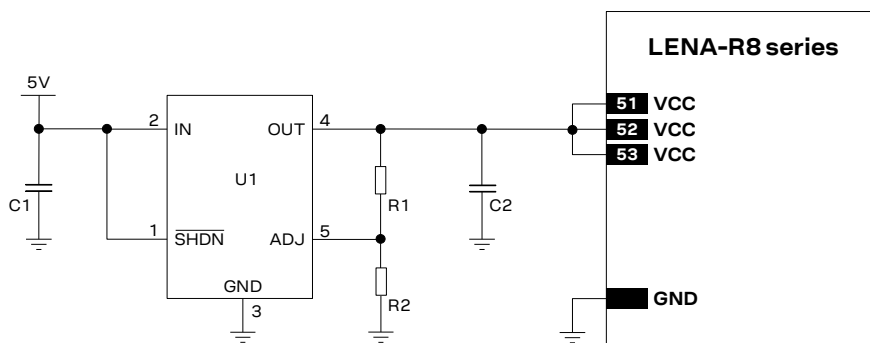 LENA-R8 series
5V
51 VCC
2 IN OUT 4
52 VCC
53 VCC
U1
C1
R1
C2
1 SHDN ADJ 5
GND
R2
GND
3